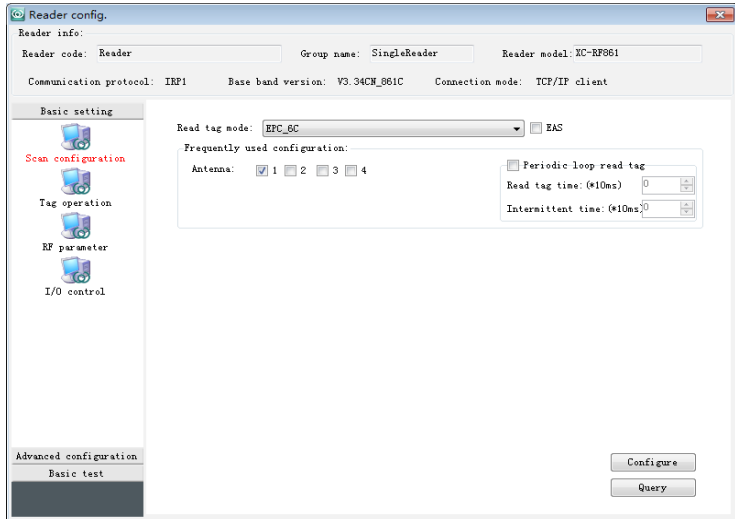 Reader config.
Reader info:
Reader code: Reader Group name: SingleReader Reader model: XC-RF861
Communication protocol: IRP1 Base band version: V3.34CN_861C Connection mode: TCP/IP client
Basic setting
Scan configuration
Tag operation
RF parameter
I/O control
Advanced configuration
Basic test
Read tag mode: EPC_6C EAS
Frequently used configuration:
Antenna: 1 2 3 4
Periodic loop read tag
Read tag time:(*10ms) 0
Intermittent time:(*10ms) 0
Configure
Query